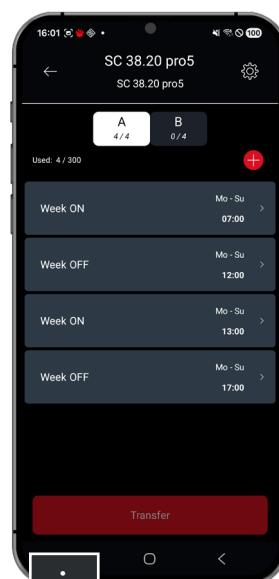 16:01
100
SC 38.20 pro5
SC 38.20 pro5
A
4 / 4
B
0 / 4
Used: 4 / 300
Week ON
Mo - Su
07:00
Week OFF
Mo - Su
12:00
Week ON
Mo - Su
13:00
Week OFF
Mo - Su
17:00
Transfer